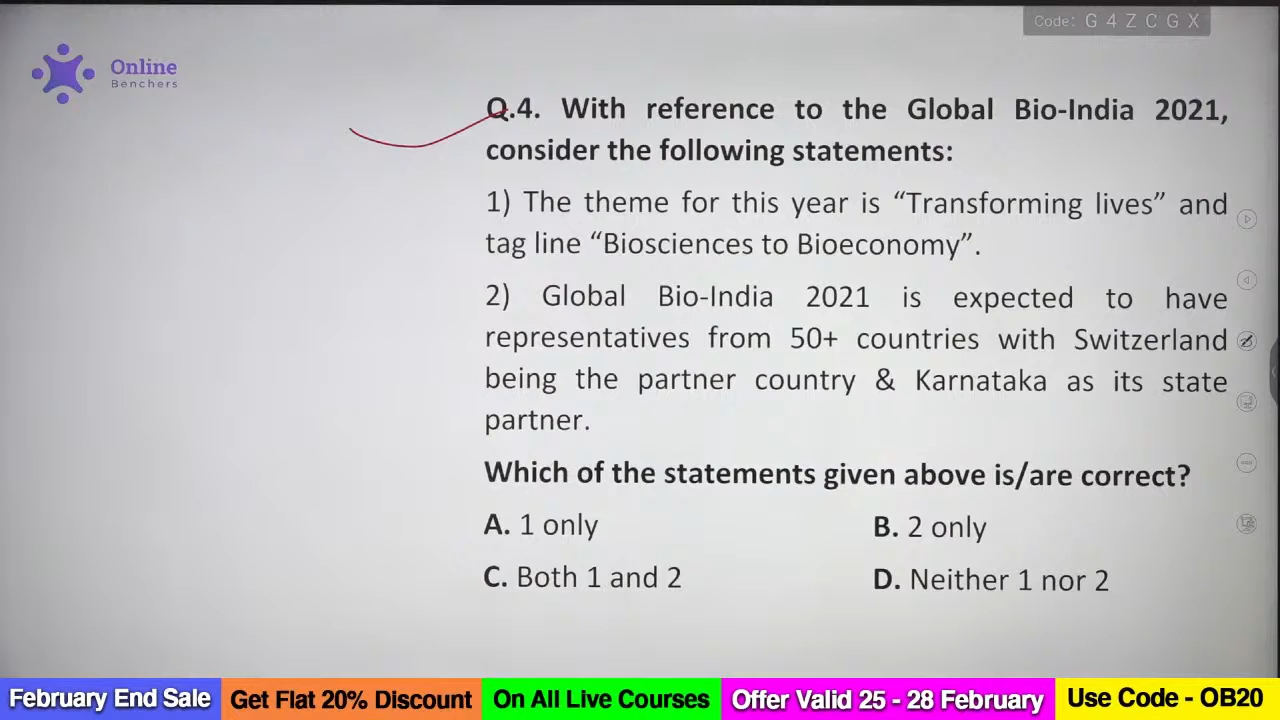 Code: G 4 Z C G X
Online
Benchers
Q.4. With reference to the Global Bio-India 2021,
consider the following statements:
1) The theme for this year is “Transforming lives” and
tag line “Biosciences to Bioeconomy”.
2) Global Bio-India 2021 is expected to have
representatives from 50+ countries with Switzerland
being the partner country & Karnataka as its state
partner.
Which of the statements given above is/are correct?
A. 1 only
B. 2 only
C. Both 1 and 2
D. Neither 1 nor 2
February End Sale
Get Flat 20% Discount
On All Live Courses
Offer Valid 25 - 28 February
Use Code - OB20